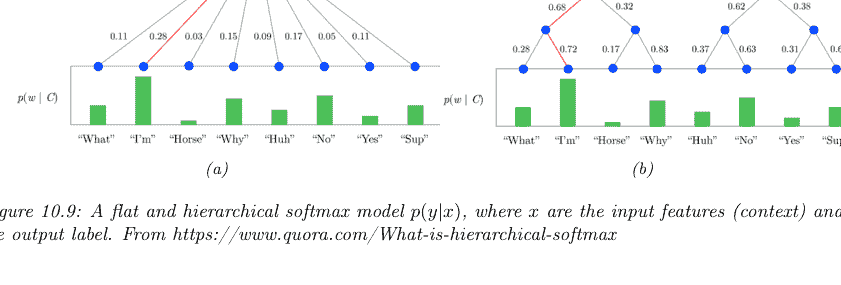 0.68 0.32 0.62 0.38
0.11 0.28 0.03 0.15 0.09 0.17 0.05 0.11
0.28 0.72 0.17 0.83 0.37 0.63 0.31
p(w | C)
p(w | C)
"What" "I'm" "Horse" "Why" "Huh" "No" "Yes" "Sup"
"What" "I'm" "Horse" "Why" "Huh" "No" "Yes" "Sup
(a)
(b)
gure 10.9: A flat and hierarchical softmax model p(y|x), where x are the input features (context) and
e output label. From https://www.quora.com/What-is-hierarchical-softmax